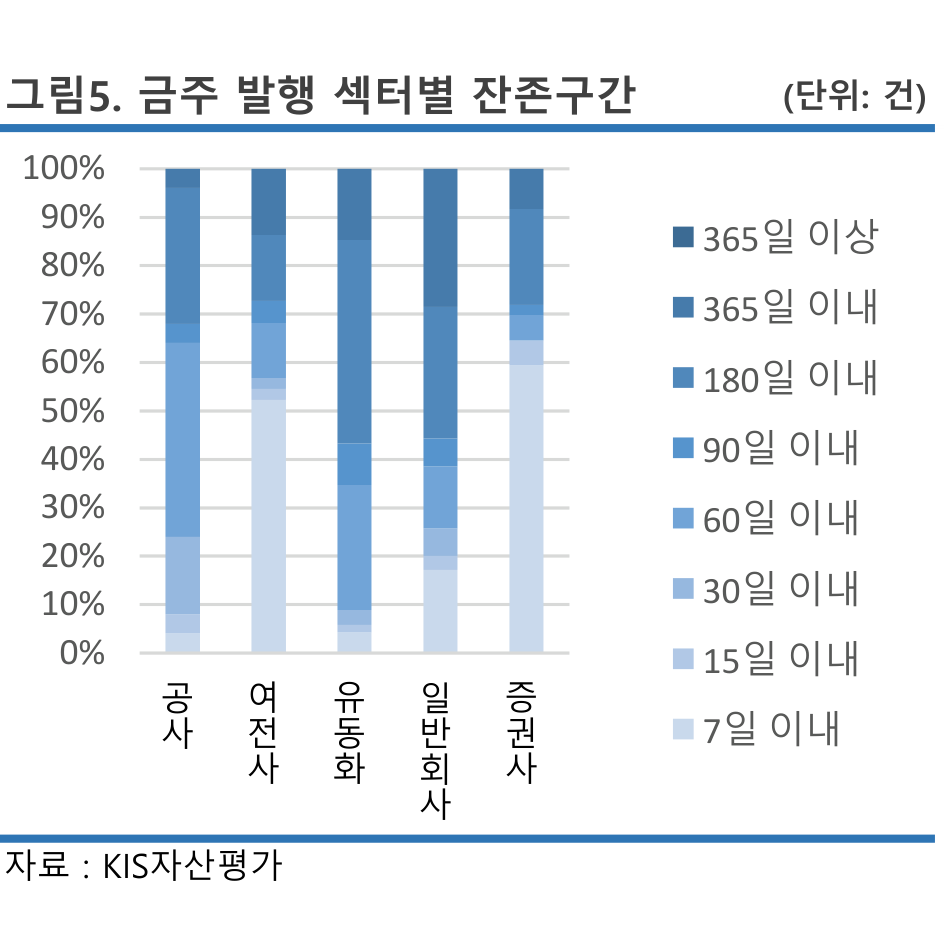 그림5. 금주 발행 섹터별 잔존구간 (단위: 건)
100%
90%
80%
70%
60%
50%
40%
30%
20%
10%
0%
공사
여전사
유동화
일반회사
증권사
365일 이상
365일 이내
180일 이내
90일 이내
60일 이내
30일 이내
15일 이내
7일 이내
자료 : KIS자산평가